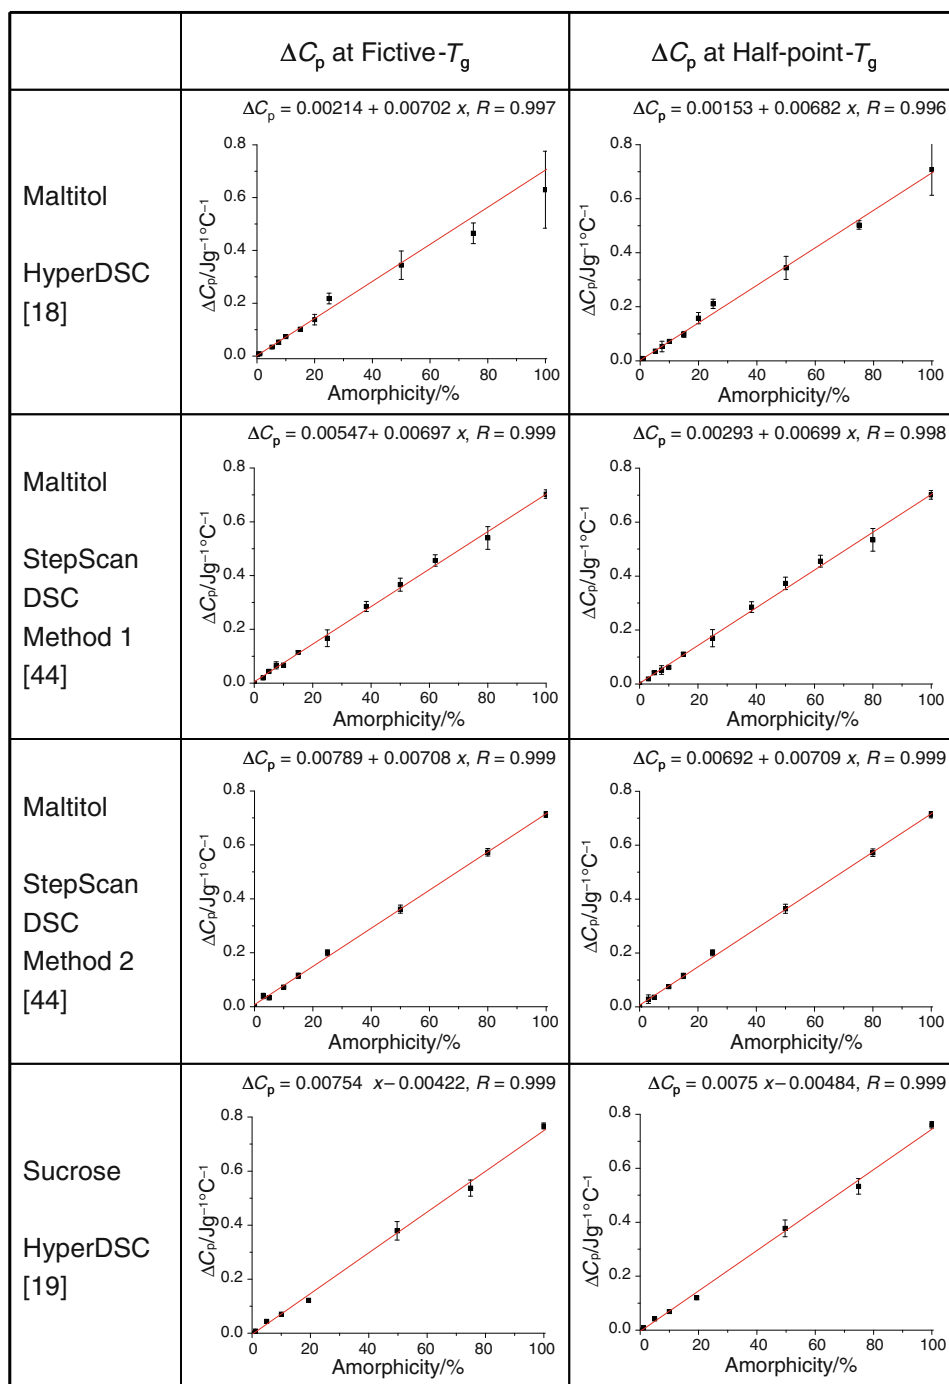 ΔCp at Fictive-Tg
ΔCp at Half-point-Tg
Maltitol
HyperDSC
[18]
ΔCp = 0.00214 + 0.00702 x, R = 0.997
ΔCp/Jg⁻¹°C⁻¹
0.8
0.6
0.4
0.2
0.0
0 20 40 60 80 100
Amorphicity/%
ΔCp = 0.00153 + 0.00682 x, R = 0.996
ΔCp/Jg⁻¹°C⁻¹
0.8
0.6
0.4
0.2
0.0
0 20 40 60 80 100
Amorphicity/%
Maltitol
StepScan
DSC
Method 1
[44]
ΔCp = 0.00547+ 0.00697 x, R = 0.999
ΔCp/Jg⁻¹°C⁻¹
0.8
0.6
0.4
0.2
0.0
0 20 40 60 80 100
Amorphicity/%
ΔCp = 0.00293 + 0.00699 x, R = 0.998
ΔCp/Jg⁻¹°C⁻¹
0.8
0.6
0.4
0.2
0.0
0 20 40 60 80 100
Amorphicity/%
Maltitol
StepScan
DSC
Method 2
[44]
ΔCp = 0.00789 + 0.00708 x, R = 0.999
ΔCp/Jg⁻¹°C⁻¹
0.8
0.6
0.4
0.2
0.0
0 20 40 60 80 100
Amorphicity/%
ΔCp = 0.00692 + 0.00709 x, R = 0.999
ΔCp/Jg⁻¹°C⁻¹
0.8
0.6
0.4
0.2
0.0
0 20 40 60 80 100
Amorphicity/%
Sucrose
HyperDSC
[19]
ΔCp = 0.00754 x− 0.00422, R = 0.999
ΔCp/Jg⁻¹°C⁻¹
0.8
0.6
0.4
0.2
0.0
0 20 40 60 80 100
Amorphicity/%
ΔCp = 0.0075 x− 0.00484, R = 0.999
ΔCp/Jg⁻¹°C⁻¹
0.8
0.6
0.4
0.2
0.0
0 20 40 60 80 100
Amorphicity/%